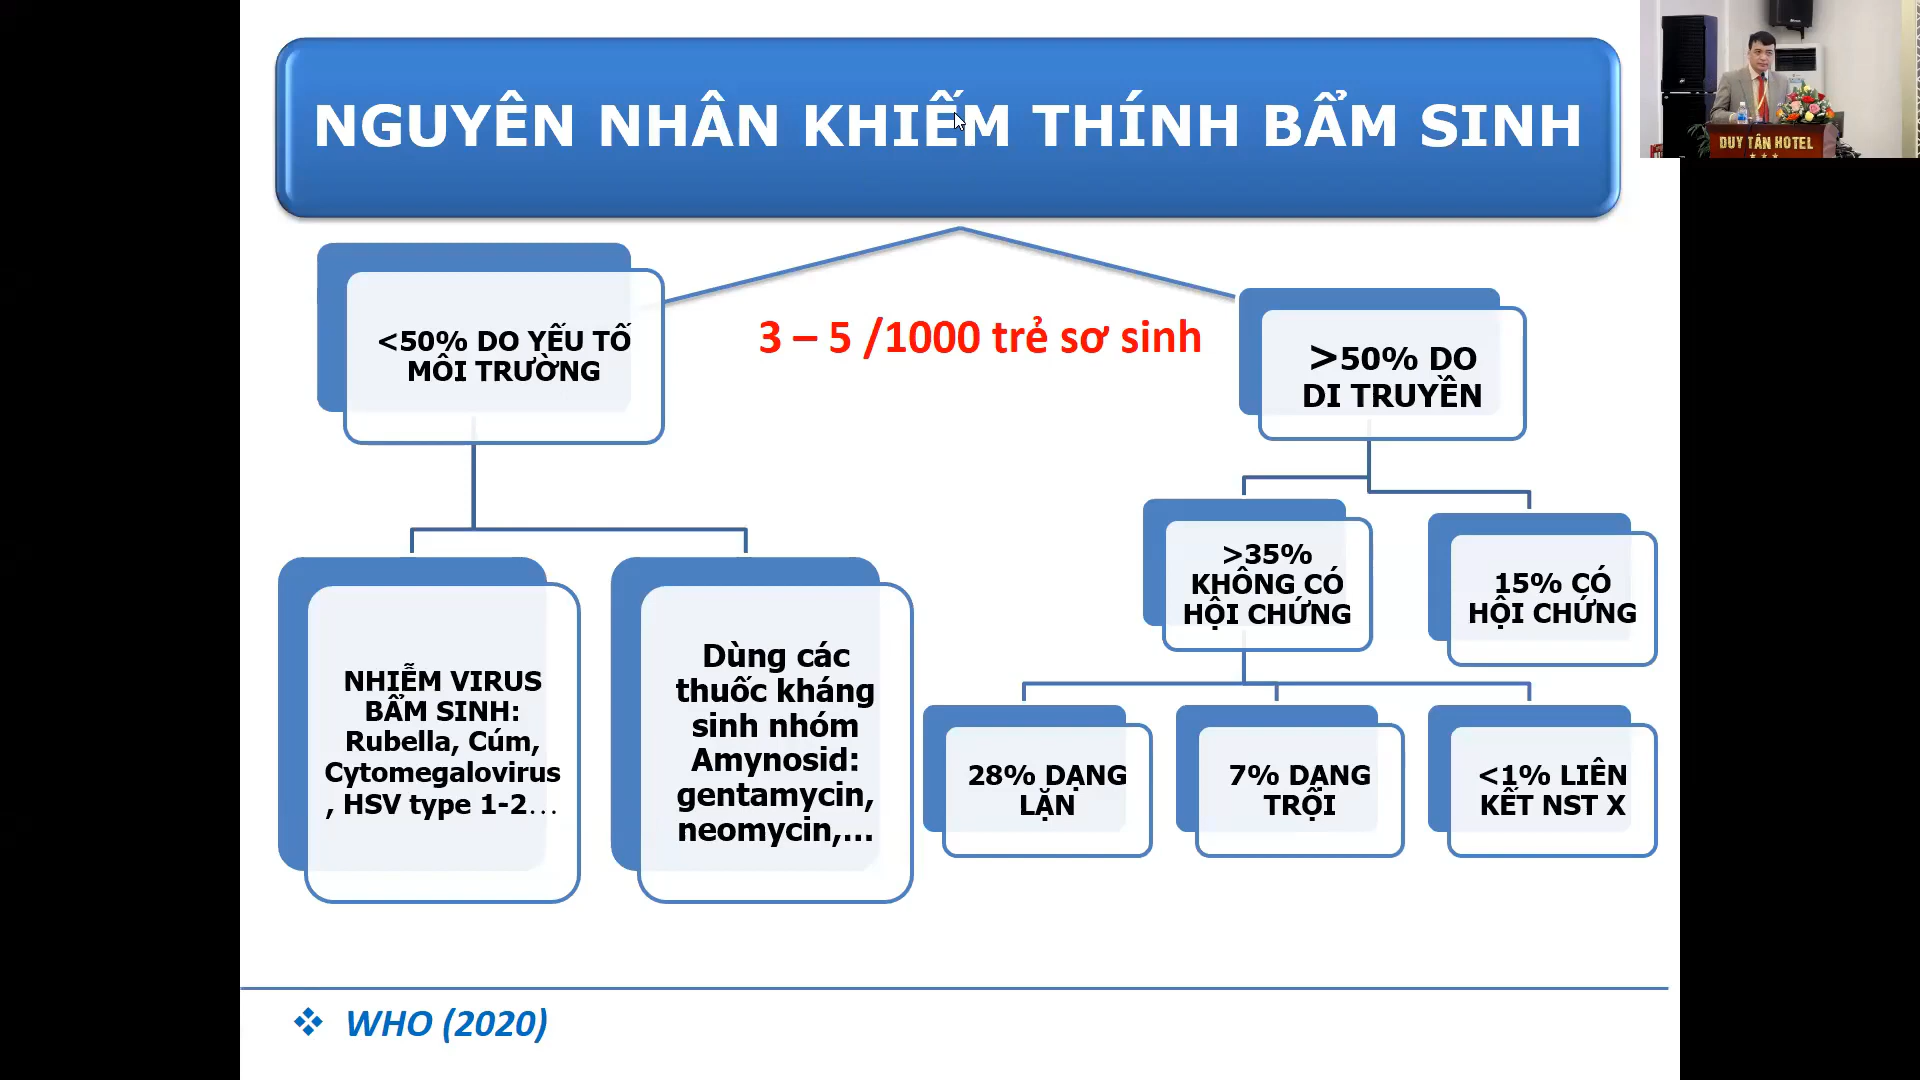 NGUYÊN NHÂN KHIẾM THÍNH BẨM SINH
DUY TÂN HOTEL
<50% DO YẾU TỐ
MÔI TRƯỜNG
3 – 5 /1000 trẻ sơ sinh
>50% DO
DI TRUYỀN
NHIỄM VIRUS
BẨM SINH:
Rubella, Cúm,
Cytomegalovirus
, HSV type 1-2...
Dùng các
thuốc kháng
sinh nhóm
Amynosid:
gentamycin,
neomycin,...
>35%
KHÔNG CÓ
HỘI CHỨNG
15% CÓ
HỘI CHỨNG
28% DẠNG
LẶN
7% DẠNG
TRỘI
<1% LIÊN
KẾT NST X
WHO (2020)